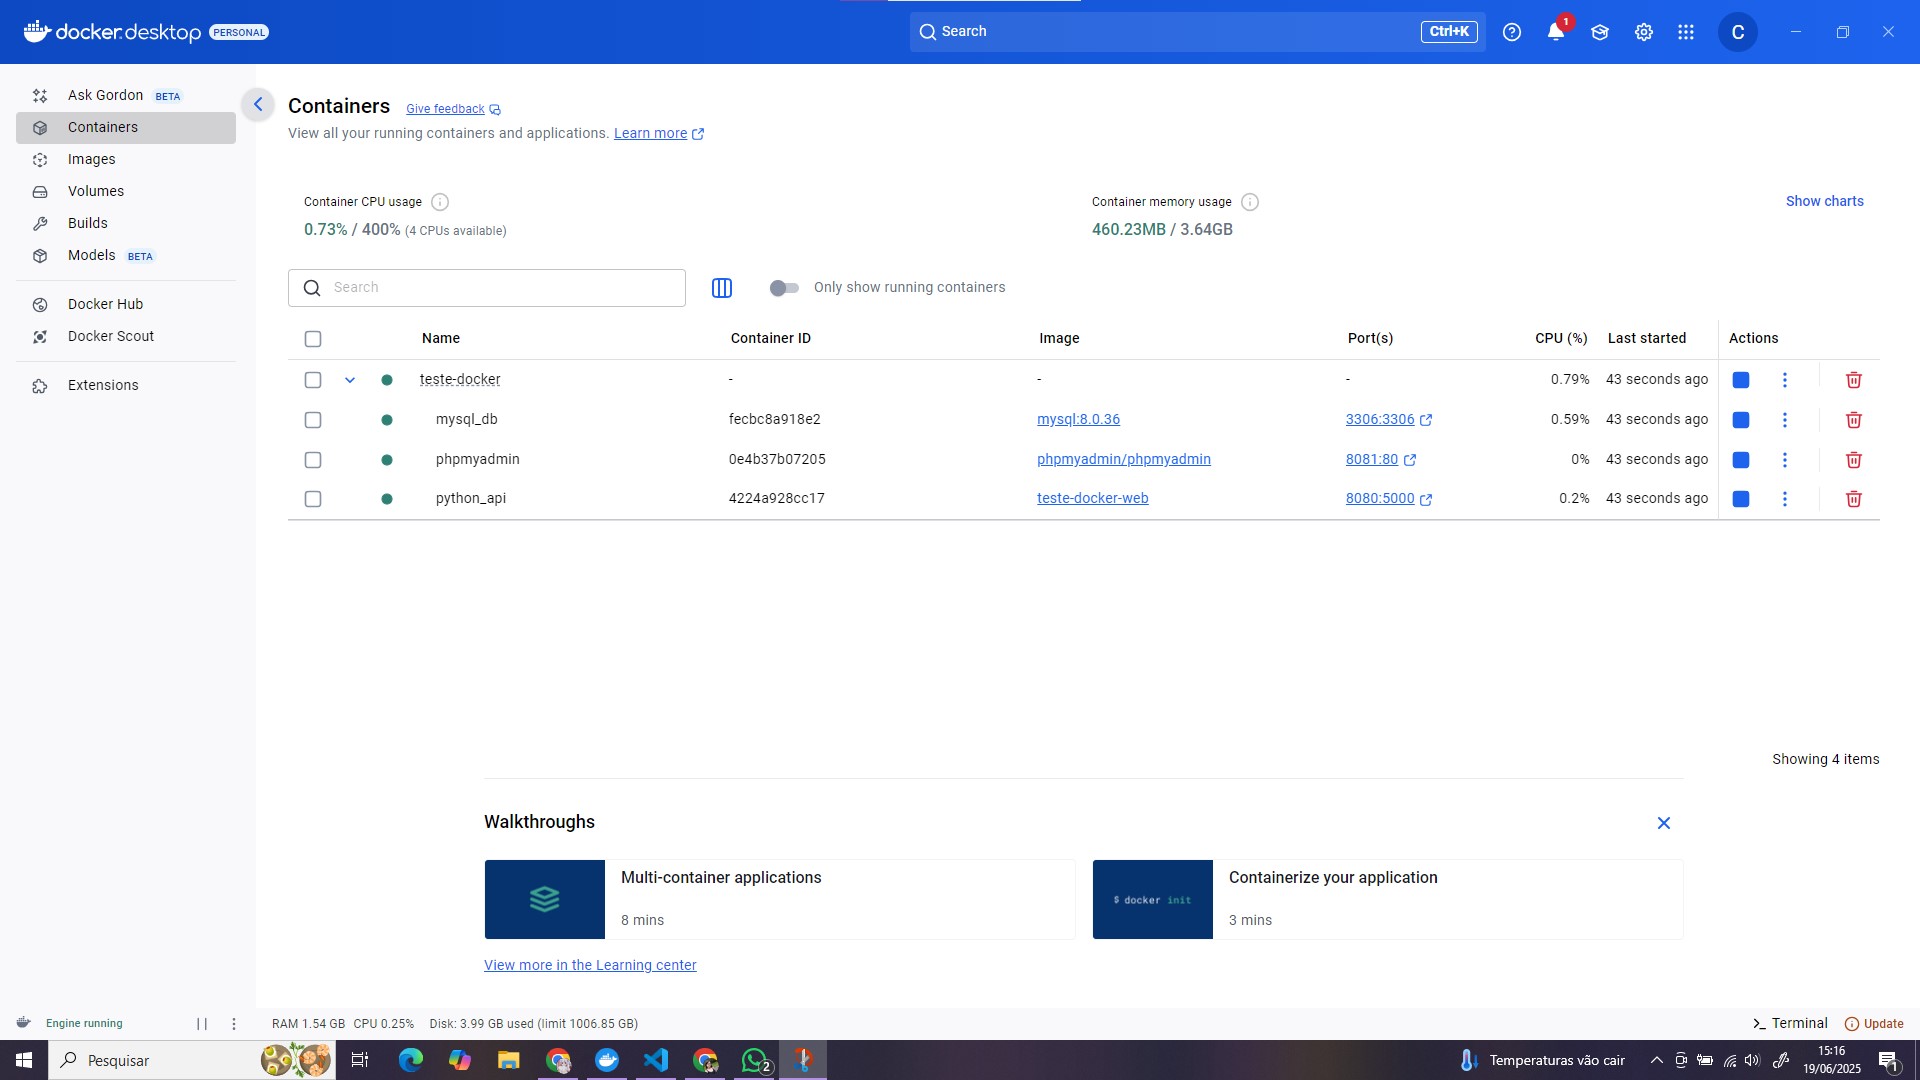 docker.desktop PERSONAL
Search
Ctrl+K
1
C
Ask Gordon BETA
Containers
Images
Volumes
Builds
Models BETA
Docker Hub
Docker Scout
Extensions
Containers Give feedback
View all your running containers and applications. Learn more
Container CPU usage
0.73% / 400% (4 CPUs available)
Container memory usage
460.23MB / 3.64GB
Show charts
Search
Only show running containers
Name Container ID Image Port(s) CPU (%) Last started Actions
teste-docker - - - 0.79% 43 seconds ago
mysql_db fecbc8a918e2 mysql:8.0.36 3306:3306 0.59% 43 seconds ago
phpmyadmin 0e4b37b07205 phpmyadmin/phpmyadmin 8081:80 0% 43 seconds ago
python_api 4224a928cc17 teste-docker-web 8080:5000 0.2% 43 seconds ago
Showing 4 items
Walkthroughs
Multi-container applications
8 mins
$ docker init
Containerize your application
3 mins
View more in the Learning center
Engine running
RAM 1.54 GB CPU 0.25% Disk: 3.99 GB used (limit 1006.85 GB)
Terminal
Update
Pesquisar
2
Temperaturas vão cair
15:16
19/06/2025
1